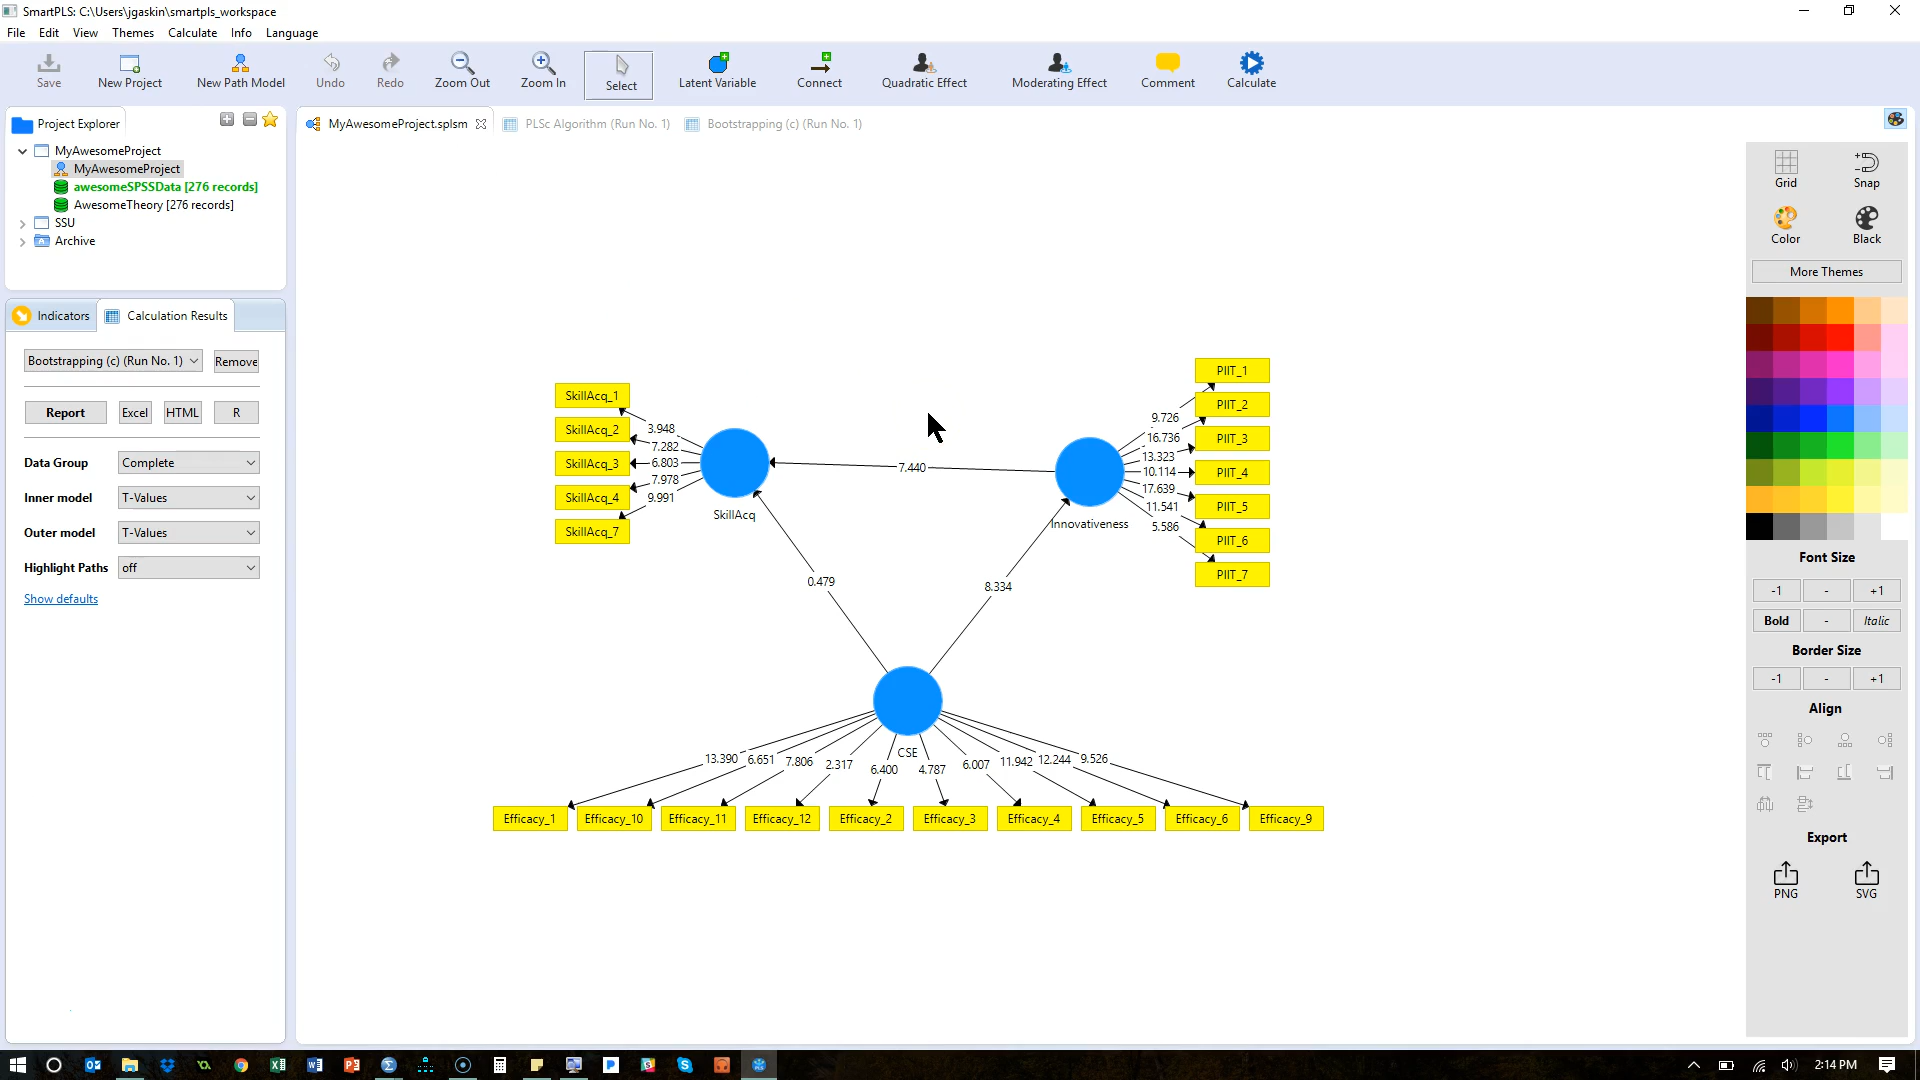 SmartPLS: C:\Users\jgaskin\smartpls_workspace
File Edit View Themes Calculate Info Language
Save New Project New Path Model Undo Redo Zoom Out Zoom In Select Latent Variable Connect Quadratic Effect Moderating Effect Comment Calculate
Project Explorer
MyAwesomeProject
MyAwesomeProject
awesomeSPSSData [276 records]
AwesomeTheory [276 records]
SSU
Archive
Indicators Calculation Results
Bootstrapping (c) (Run No. 1) Remove
Report Excel HTML R
Data Group Complete
Inner model T-Values
Outer model T-Values
Highlight Paths off
Show defaults
MyAwesomeProject.splsm PLSc Algorithm (Run No. 1) Bootstrapping (c) (Run No. 1)
SkillAcq_1
SkillAcq_2
SkillAcq_3
SkillAcq_4
SkillAcq_7
3.948
7.282
6.803
7.978
9.991
SkillAcq
7.440
0.479
8.334
Innovativeness
9.726
16.736
13.323
10.114
17.639
11.541
5.586
PIIT_1
PIIT_2
PIIT_3
PIIT_4
PIIT_5
PIIT_6
PIIT_7
CSE
13.390 6.651 7.806 2.317 6.400 4.787 6.007 11.942 12.244 9.526
Efficacy_1 Efficacy_10 Efficacy_11 Efficacy_12 Efficacy_2 Efficacy_3 Efficacy_4 Efficacy_5 Efficacy_6 Efficacy_9
Grid Snap
Color Black
More Themes
Font Size
-1 - +1
Bold - Italic
Border Size
-1 - +1
Align
Export
PNG SVG
2:14 PM